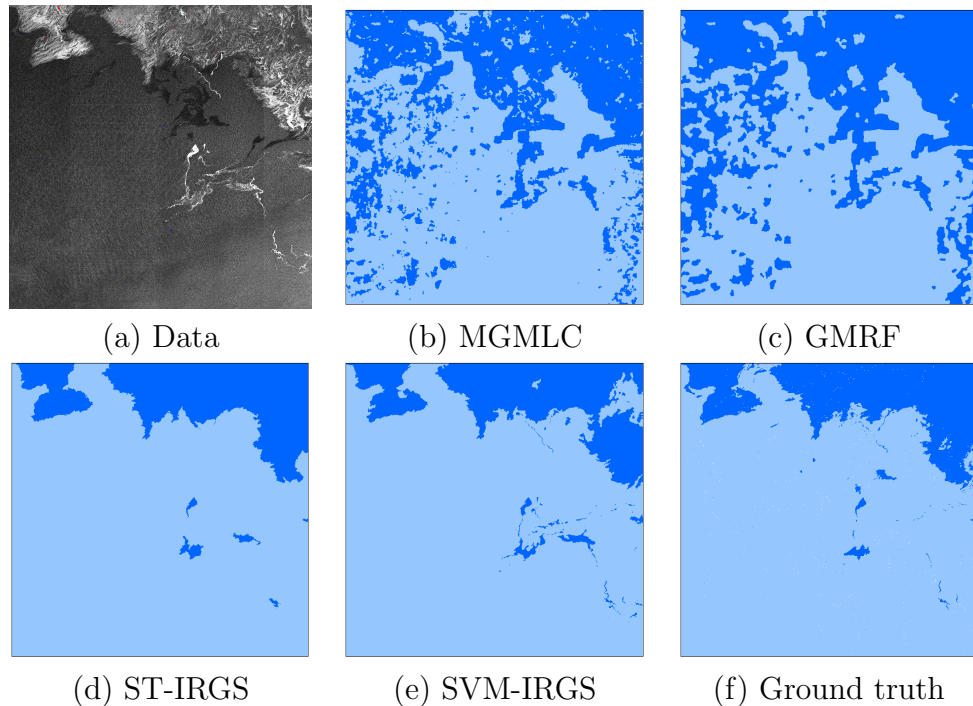 (a) Data
(b) MGMLC
(c) GMRF
(d) ST-IRGS
(e) SVM-IRGS
(f) Ground truth